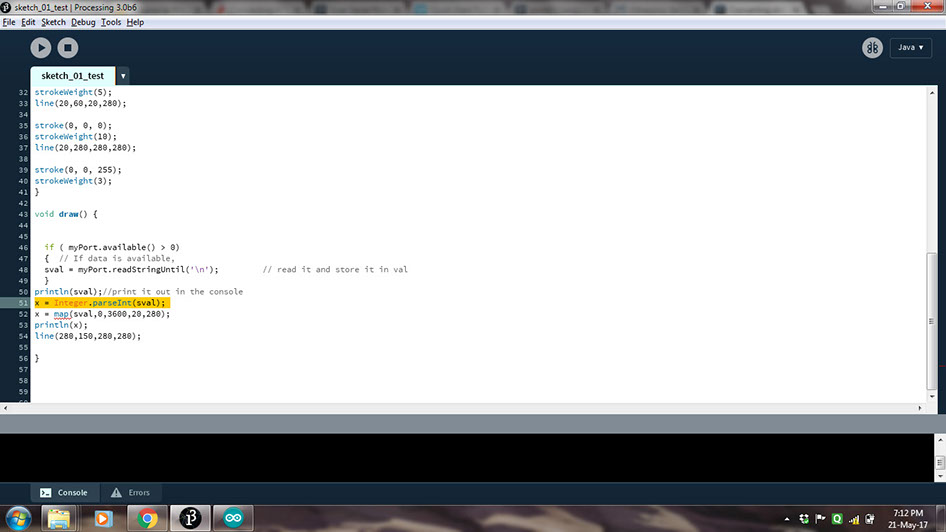 sketch_01_test | Processing 3.0b6
File Edit Sketch Debug Tools Help
Java ▾
sketch_01_test
32 strokeWeight(5);
33 line(20,60,20,280);
34
35 stroke(0, 0, 0);
36 strokeWeight(10);
37 line(20,280,280,280);
38
39 stroke(0, 0, 255);
40 strokeWeight(3);
41 }
42
43 void draw() {
44
45
46 if ( myPort.available() > 0)
47 { // If data is available,
48 sval = myPort.readStringUntil('\n'); // read it and store it in val
49 }
50 println(sval);//print it out in the console
51 x = Integer.parseInt(sval);
52 x = map(sval,0,3600,20,280);
53 println(x);
54 line(280,150,280,280);
55
56 }
57
58
59
Console Errors
7:12 PM
21-May-17